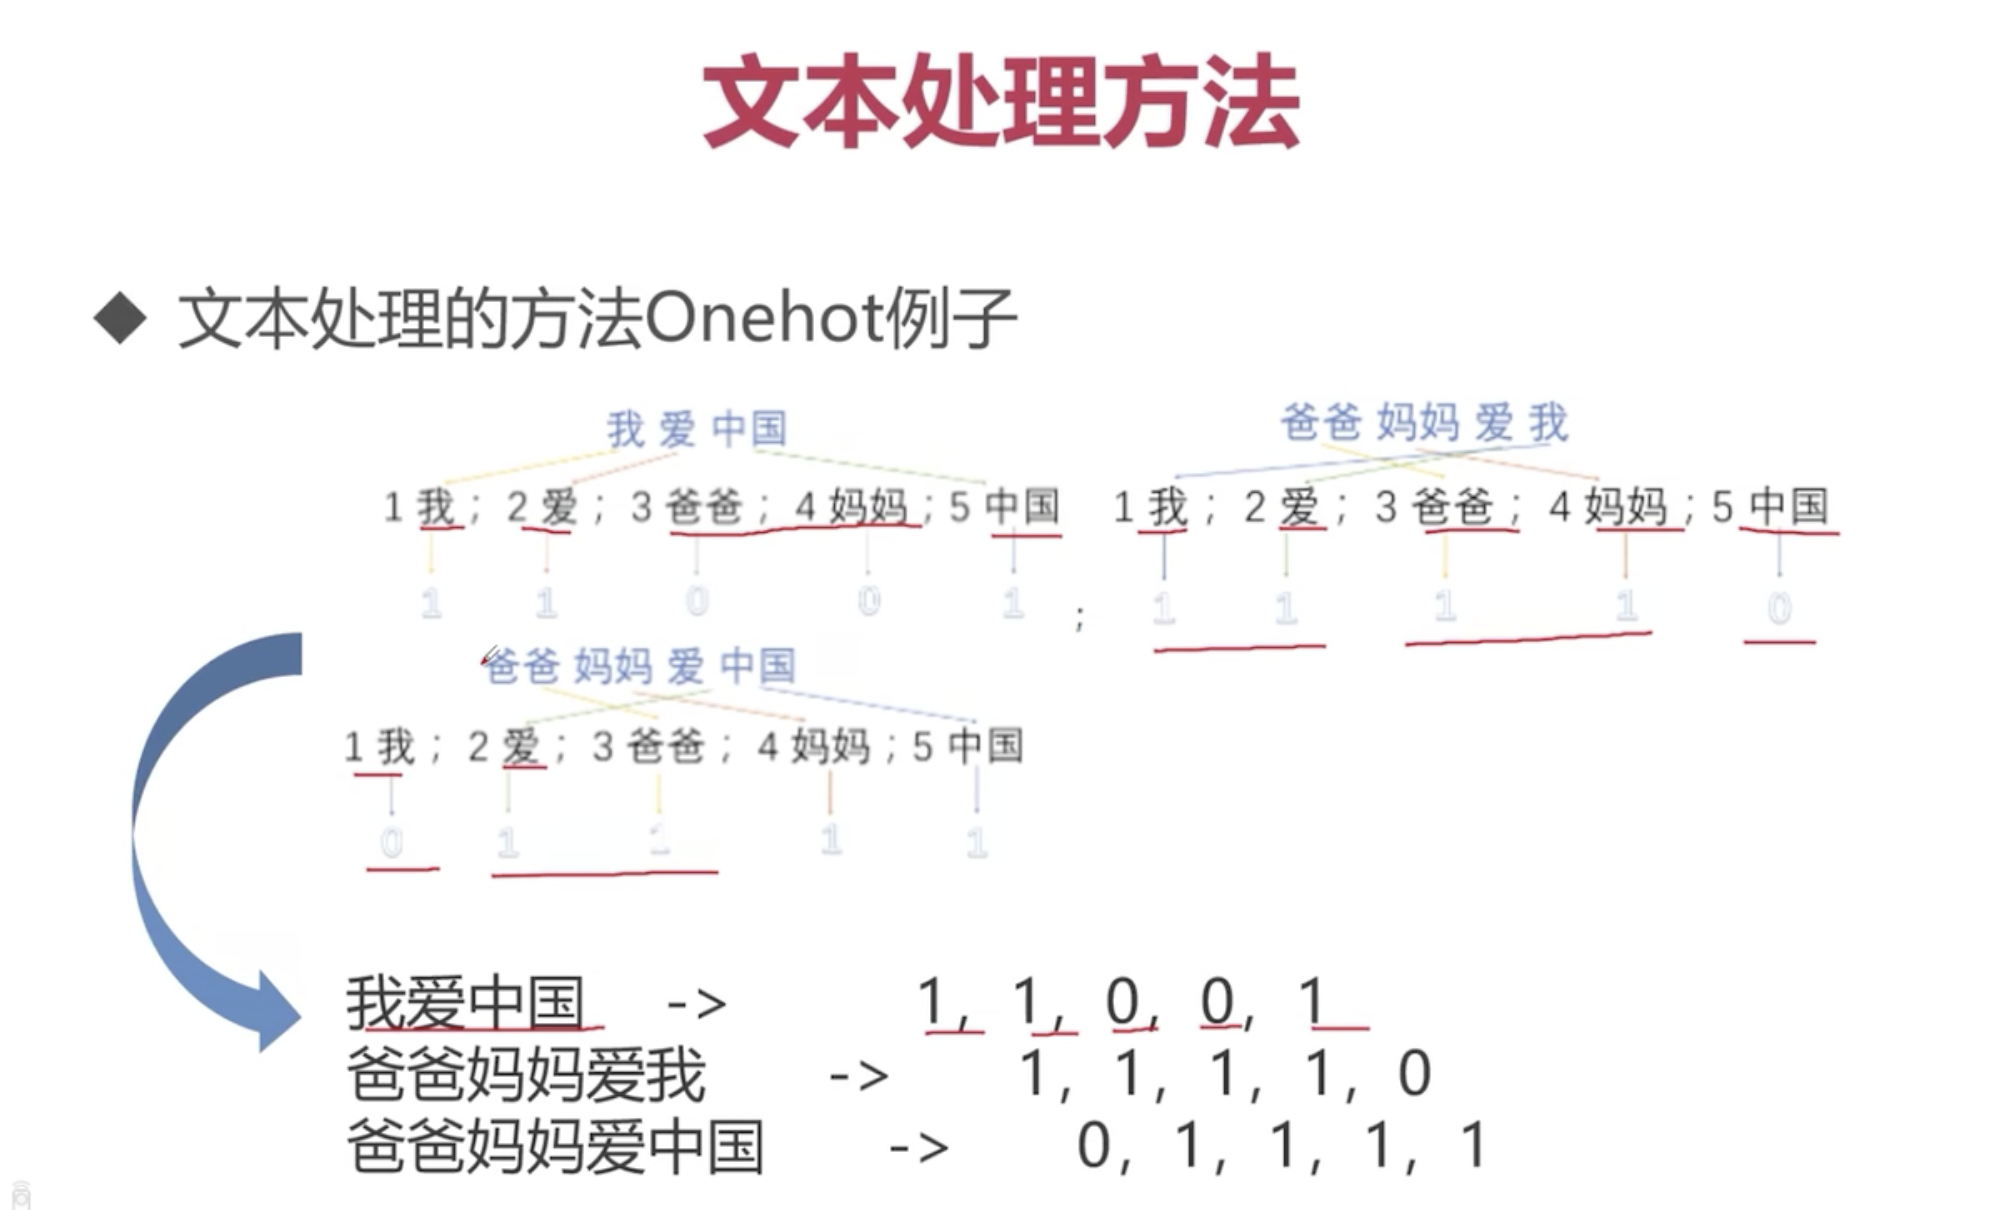 文本处理方法
文本处理的方法Onehot例子
我 爱 中国
1 我；2 爱；3 爸爸；4 妈妈；5 中国
1 1 0 0 1 ；
爸爸 妈妈 爱 我
1 我；2 爱；3 爸爸；4 妈妈；5 中国
1 1 1 1 0
爸爸 妈妈 爱 中国
1 我；2 爱；3 爸爸；4 妈妈；5 中国
0 1 1 1 1
我爱中国 -> 1, 1, 0, 0, 1
爸爸妈妈爱我 -> 1, 1, 1, 1, 0
爸爸妈妈爱中国 -> 0, 1, 1, 1, 1